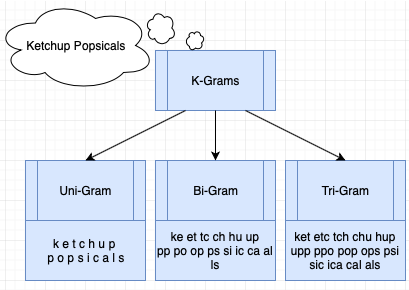 Ketchup Popsicals
K-Grams
Uni-Gram
k e t c h u p
p o p s i c a l s
Bi-Gram
ke et tc ch hu up
pp po op ps si ic ca al
ls
Tri-Gram
ket etc tch chu hup
upp ppo pop ops psi
sic ica cal als